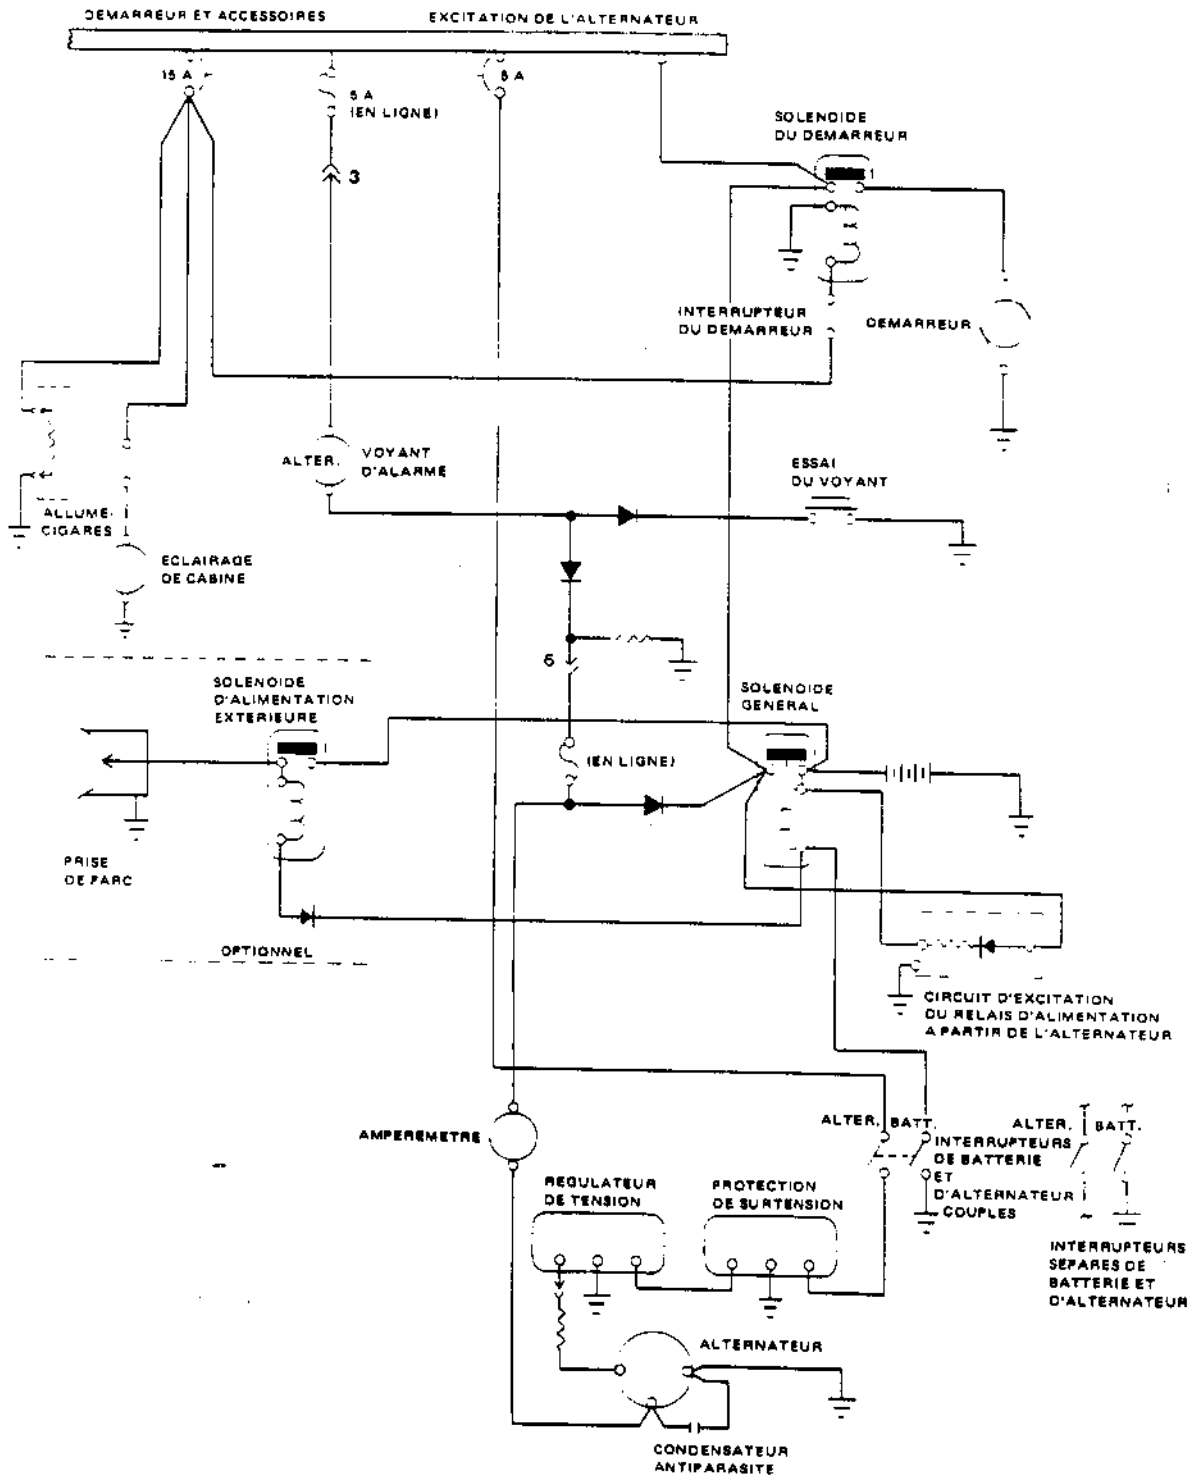 DEMARREUR ET ACCESSOIRES
EXCITATION DE L'ALTERNATEUR
15 A
5 A
(EN LIGNE)
3
SOLENOIDE
DU DEMARREUR
INTERRUPTEUR
DU DEMARREUR
DEMARREUR
ALTER.
VOYANT
D'ALARME
ESSAI
DU VOYANT
ALLUME-
CIGARES
ECLAIRAGE
DE CABINE
6
SOLENOIDE
D'ALIMENTATION
EXTERIEURE
SOLENOIDE
GENERAL
(EN LIGNE)
PRISE
DE PARC
OPTIONNEL
CIRCUIT D'EXCITATION
DU RELAIS D'ALIMENTATION
A PARTIR DE L'ALTERNATEUR
AMPEREMETRE
ALTER. BATT.
INTERRUPTEURS
DE BATTERIE
ET
D'ALTERNATEUR
COUPLES
ALTER. BATT.
INTERRUPTEURS
SEPARES DE
BATTERIE ET
D'ALTERNATEUR
REGULATEUR
DE TENSION
PROTECTION
DE SURTENSION
ALTERNATEUR
CONDENSATEUR
ANTIPARASITE